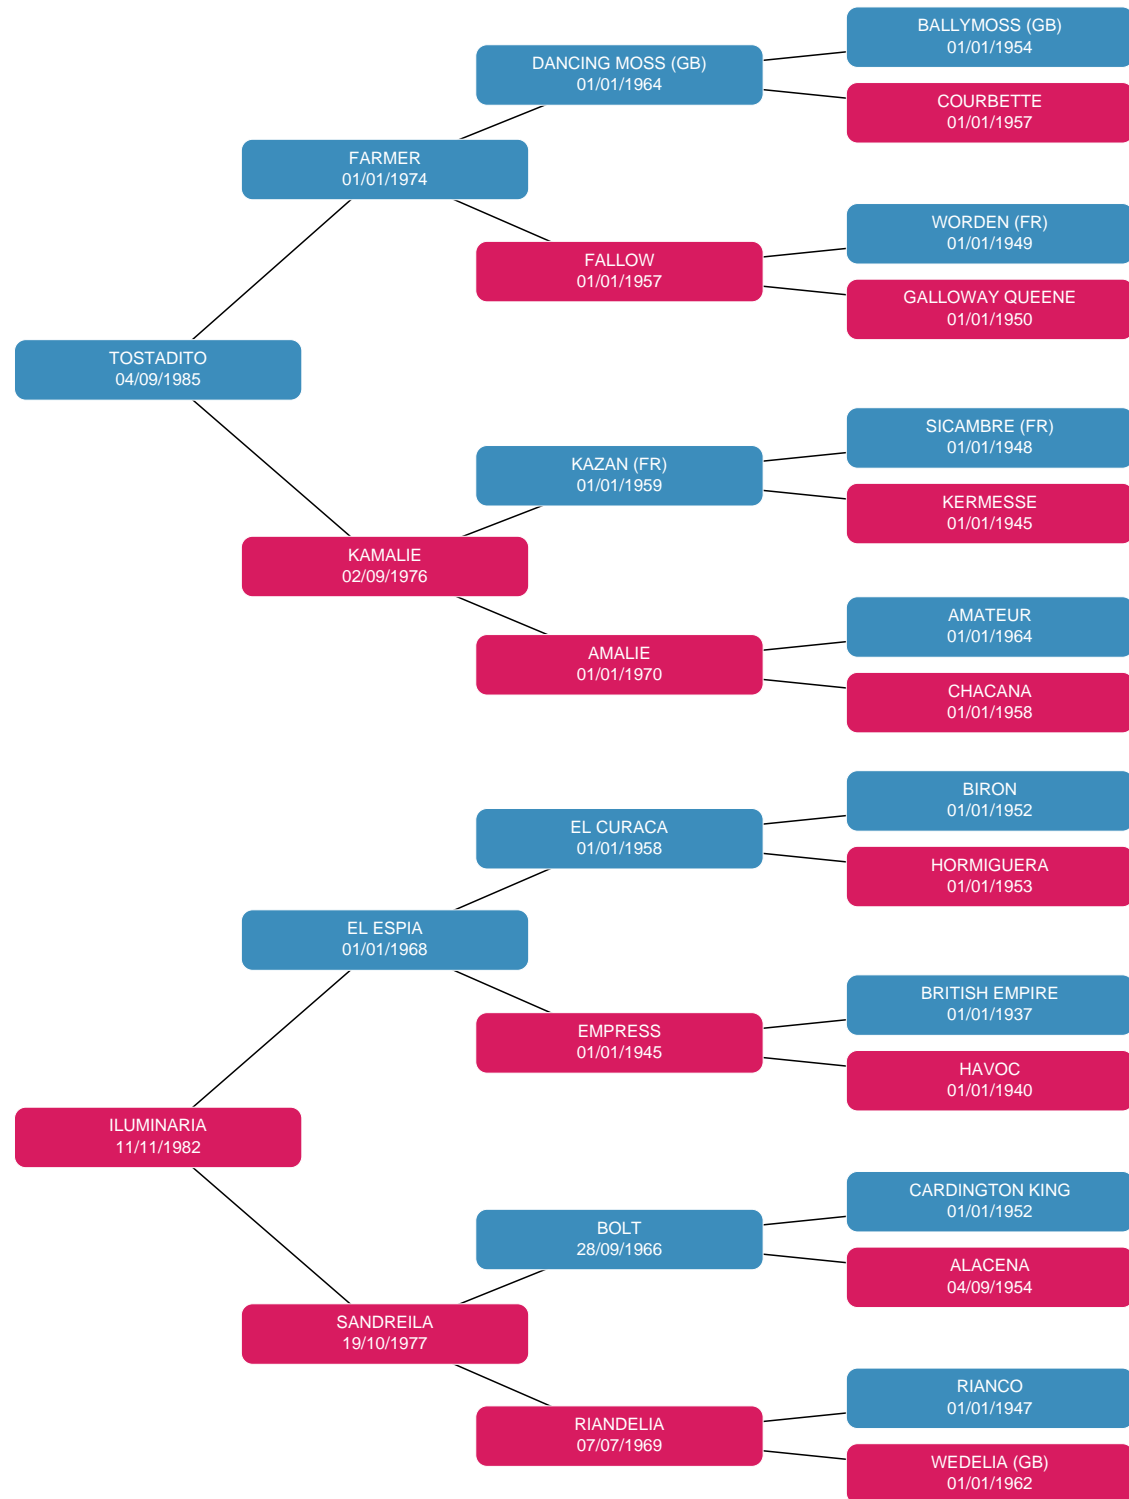 BALLYMOSS (GB)
01/01/1954
DANCING MOSS (GB)
01/01/1964
COURBETTE
01/01/1957
FARMER
01/01/1974
WORDEN (FR)
01/01/1949
FALLOW
01/01/1957
GALLOWAY QUEENE
01/01/1950
TOSTADITO
04/09/1985
SICAMBRE (FR)
01/01/1948
KAZAN (FR)
01/01/1959
KERMESSE
01/01/1945
KAMALIE
02/09/1976
AMATEUR
01/01/1964
AMALIE
01/01/1970
CHACANA
01/01/1958
BIRON
01/01/1952
EL CURACA
01/01/1958
HORMIGUERA
01/01/1953
EL ESPIA
01/01/1968
BRITISH EMPIRE
01/01/1937
EMPRESS
01/01/1945
HAVOC
01/01/1940
ILUMINARIA
11/11/1982
CARDINGTON KING
01/01/1952
BOLT
28/09/1966
ALACENA
04/09/1954
SANDREILA
19/10/1977
RIANCO
01/01/1947
RIANDELIA
07/07/1969
WEDELIA (GB)
01/01/1962